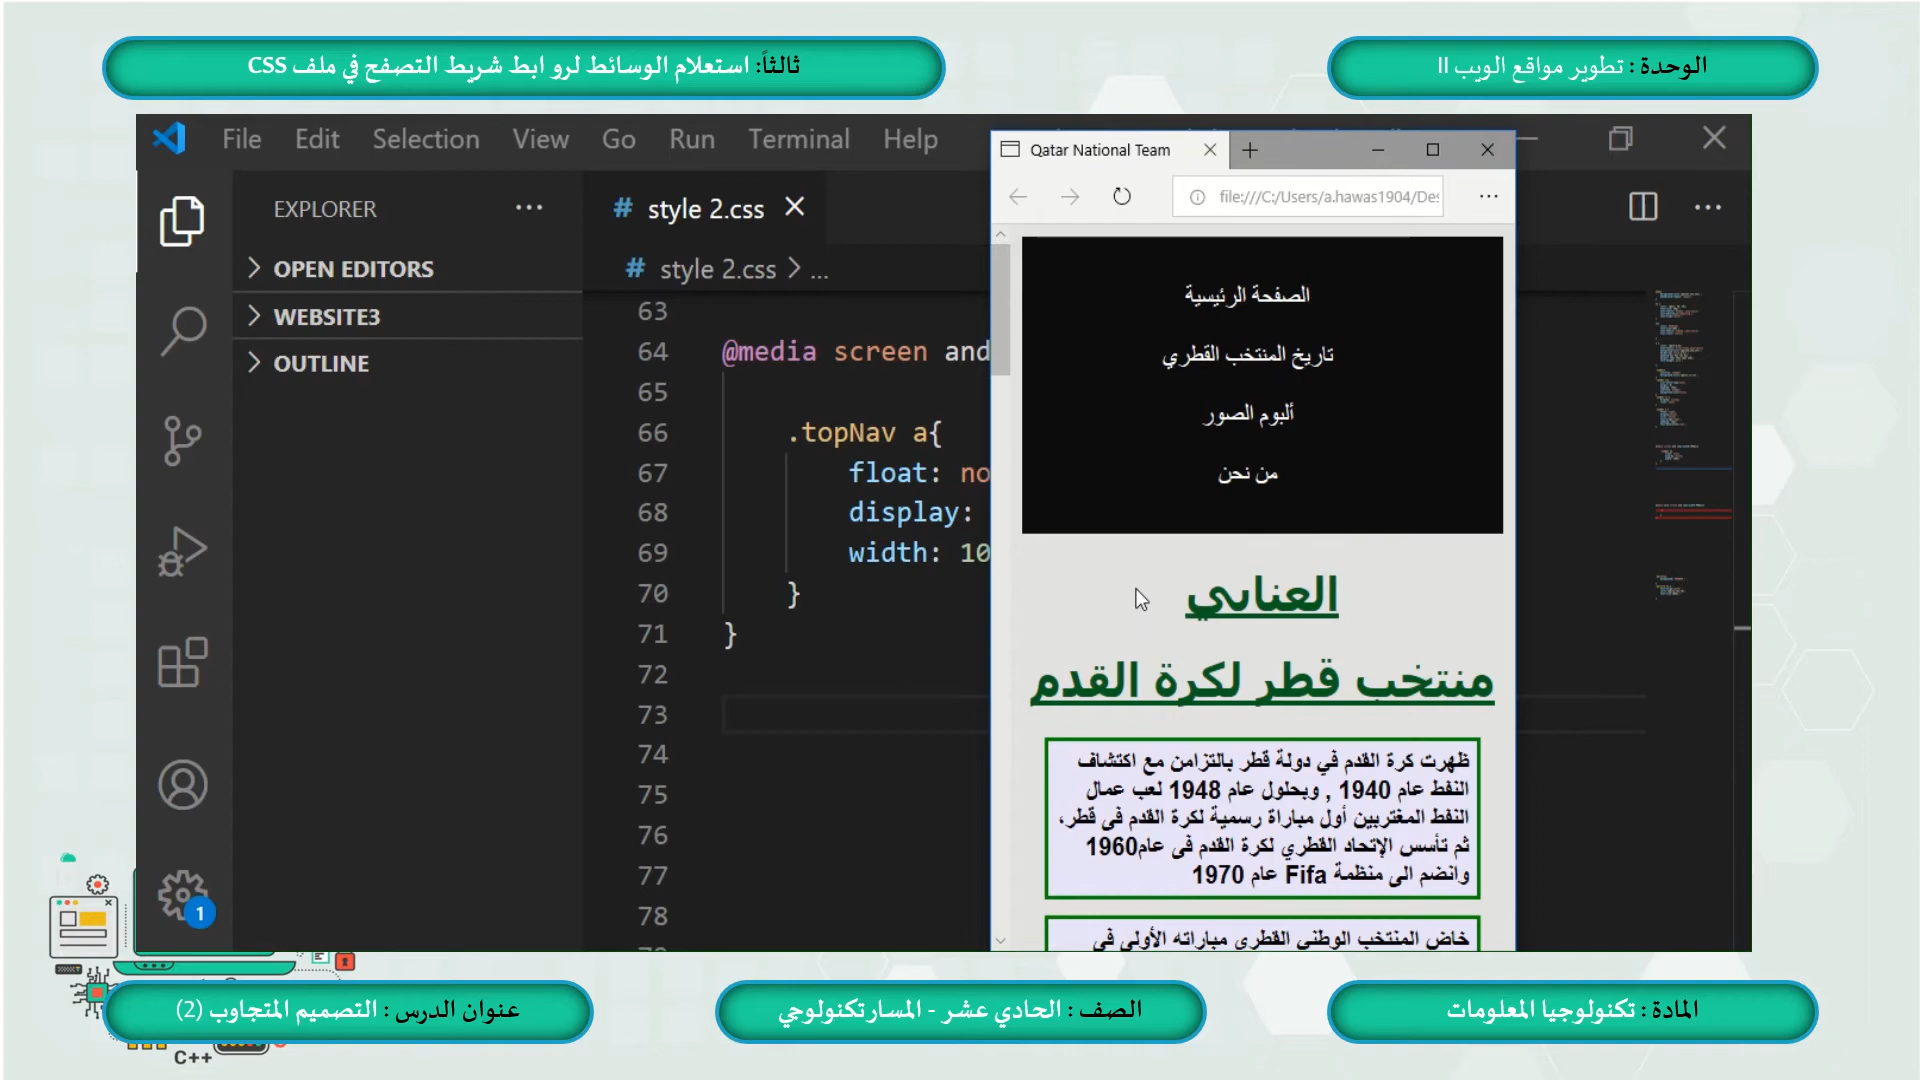 الوحدة : تطوير مواقع الويب II
ثالثاً: استعلام الوسائط لروابط شريط التصفح في ملف CSS
File Edit Selection View Go Run Terminal Help
EXPLORER
OPEN EDITORS
WEBSITE3
OUTLINE
# style 2.css
# style 2.css > ...
63
64 @media screen and
65
66 .topNav a{
67 float: no
68 display:
69 width: 10
70 }
71 }
72
73
74
75
76
77
78
1
Qatar National Team
file:///C:/Users/a.hawas1904/Des
الصفحة الرئيسية
تاريخ المنتخب القطري
ألبوم الصور
من نحن
العنابي
منتخب قطر لكرة القدم
ظهرت كرة القدم في دولة قطر بالتزامن مع اكتشاف
النفط عام 1940 , وبحلول عام 1948 لعب عمال
النفط المغتربين أول مباراة رسمية لكرة القدم فى قطر،
ثم تأسس الإتحاد القطري لكرة القدم فى عام1960
وانضم الى منظمة Fifa عام 1970
خاض المنتخب الوطني القطري مباراته الأولى في
المادة : تكنولوجيا المعلومات
الصف : الحادي عشر - المسار تكنولوجي
عنوان الدرس : التصميم المتجاوب (2)
C++